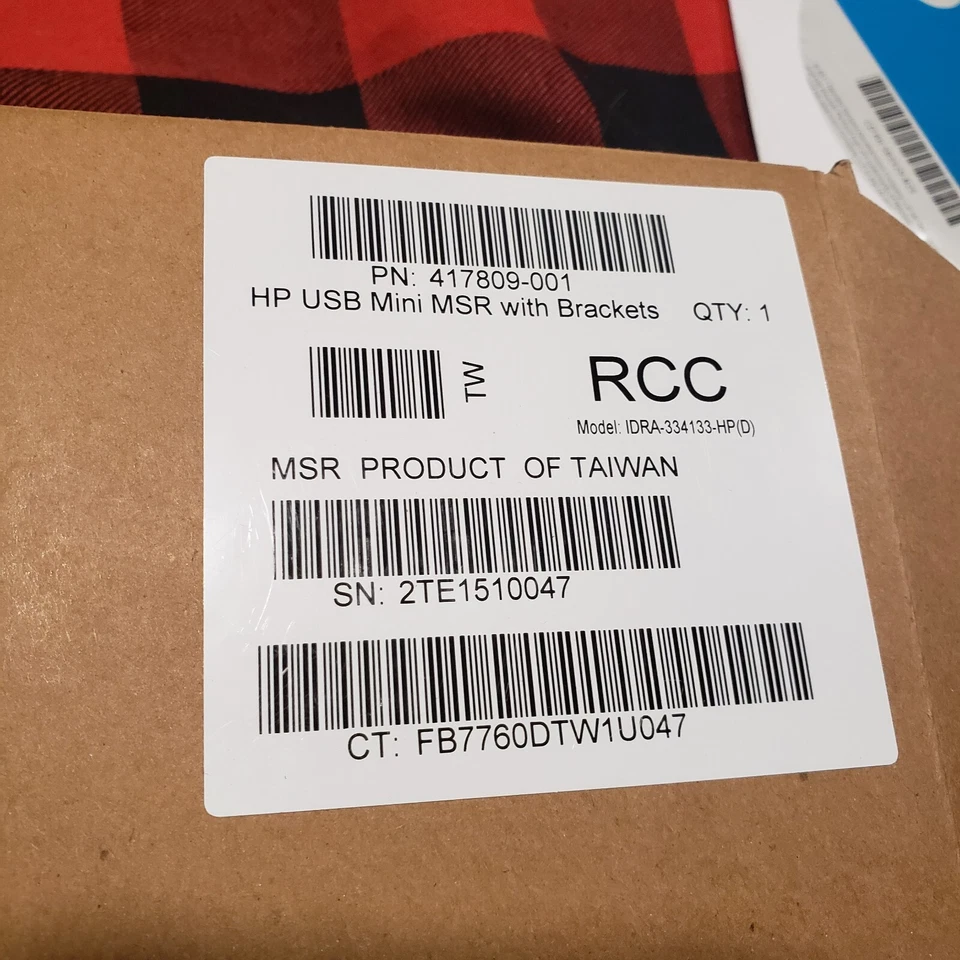 PN: 417809-001
HP USB Mini MSR with Brackets QTY: 1
TW
RCC
Model: IDRA-334133-HP(D)
MSR PRODUCT OF TAIWAN
SN: 2TE1510047
CT: FB7760DTW1U047